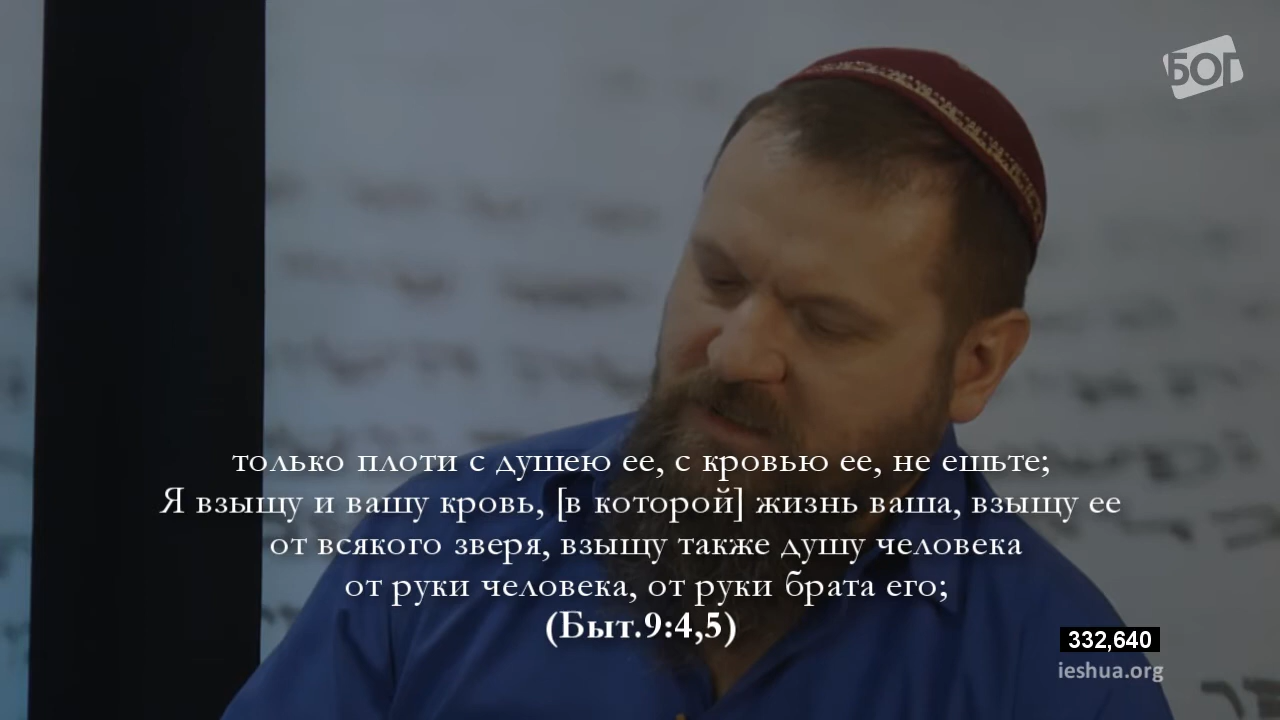 БОГ
только плоти с душею ее, с кровью ее, не ешьте;
Я взыщу и вашу кровь, [в которой] жизнь ваша, взыщу ее
от всякого зверя, взыщу также душу человека
от руки человека, от руки брата его;
(Быт.9:4,5)
332,640
ieshua.org